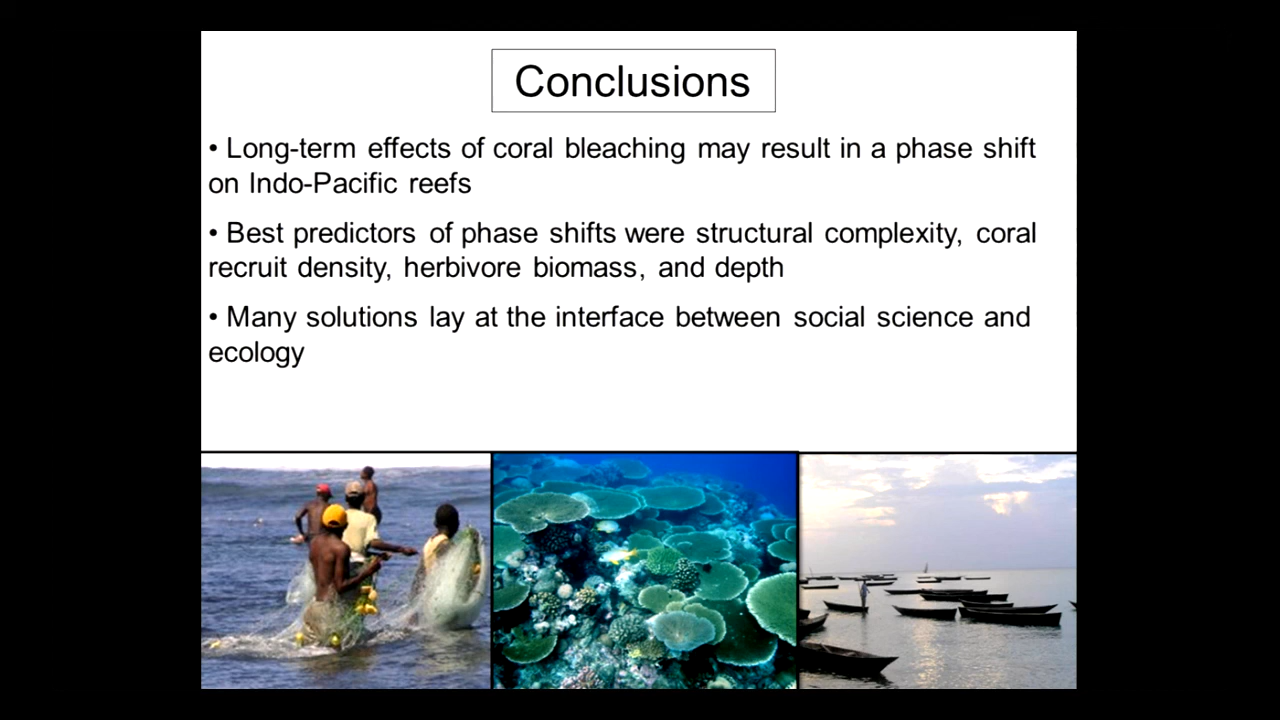 Conclusions
• Long-term effects of coral bleaching may result in a phase shift
on Indo-Pacific reefs
• Best predictors of phase shifts were structural complexity, coral
recruit density, herbivore biomass, and depth
• Many solutions lay at the interface between social science and
ecology